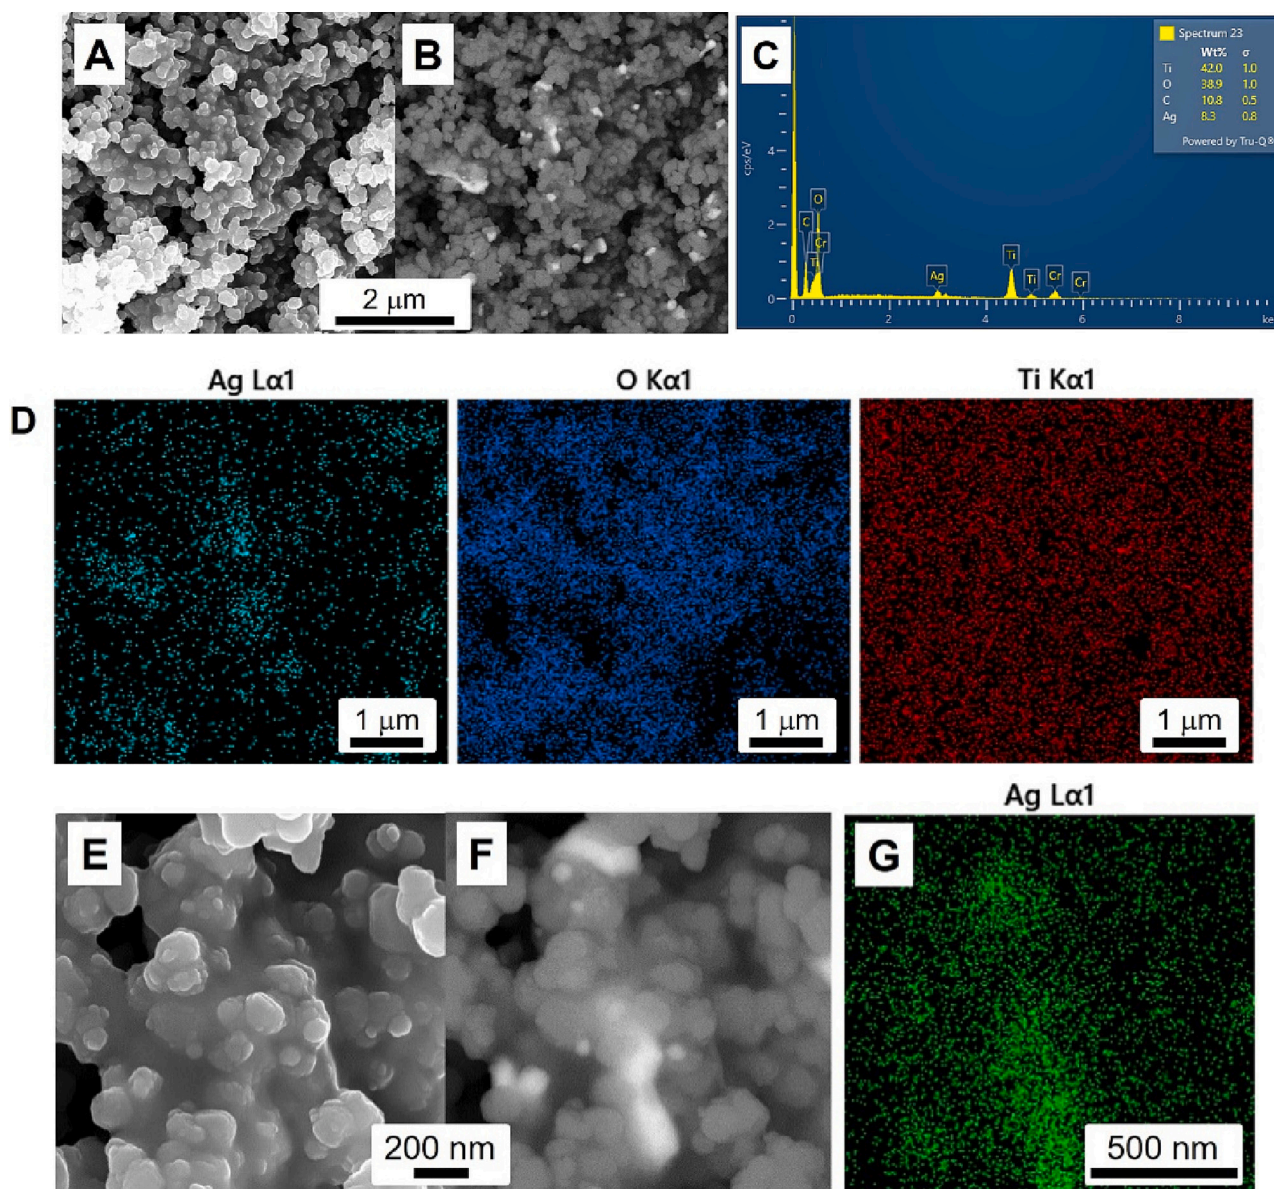 A
B
2 µm
C
Spectrum 23
Wt% σ
Ti 42.0 1.0
O 38.9 1.0
C 10.8 0.5
Ag 8.3 0.8
Powered by Tru-Q®
cps/eV
4
2
0
O
C
Cr
Ti
Ag
Ti
Ti
Cr
Cr
0 2 4 6 8 ke
D
Ag Lα1
O Kα1
Ti Kα1
1 µm
1 µm
1 µm
Ag Lα1
E
F
G
200 nm
500 nm